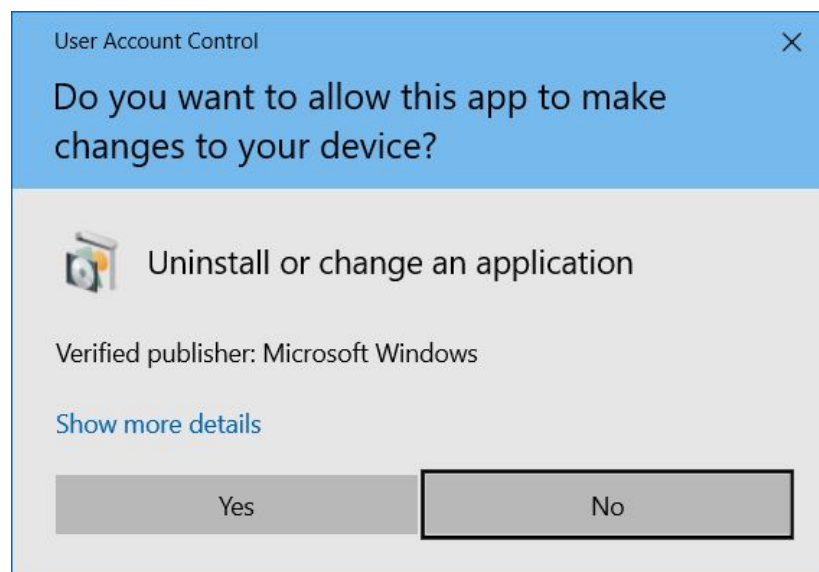 User Account Control
Do you want to allow this app to make
changes to your device?
Uninstall or change an application
Verified publisher: Microsoft Windows
Show more details
Yes
No